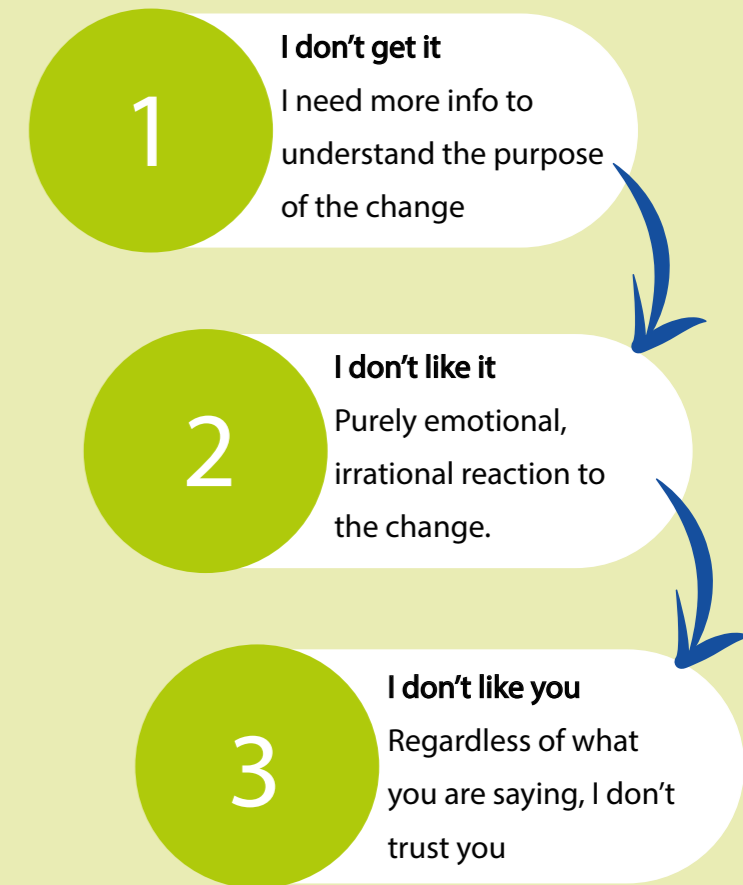 1
I don't get it
I need more info to
understand the purpose
of the change
2
I don't like it
Purely emotional,
irrational reaction to
the change.
3
I don't like you
Regardless of what
you are saying, I don't
trust you